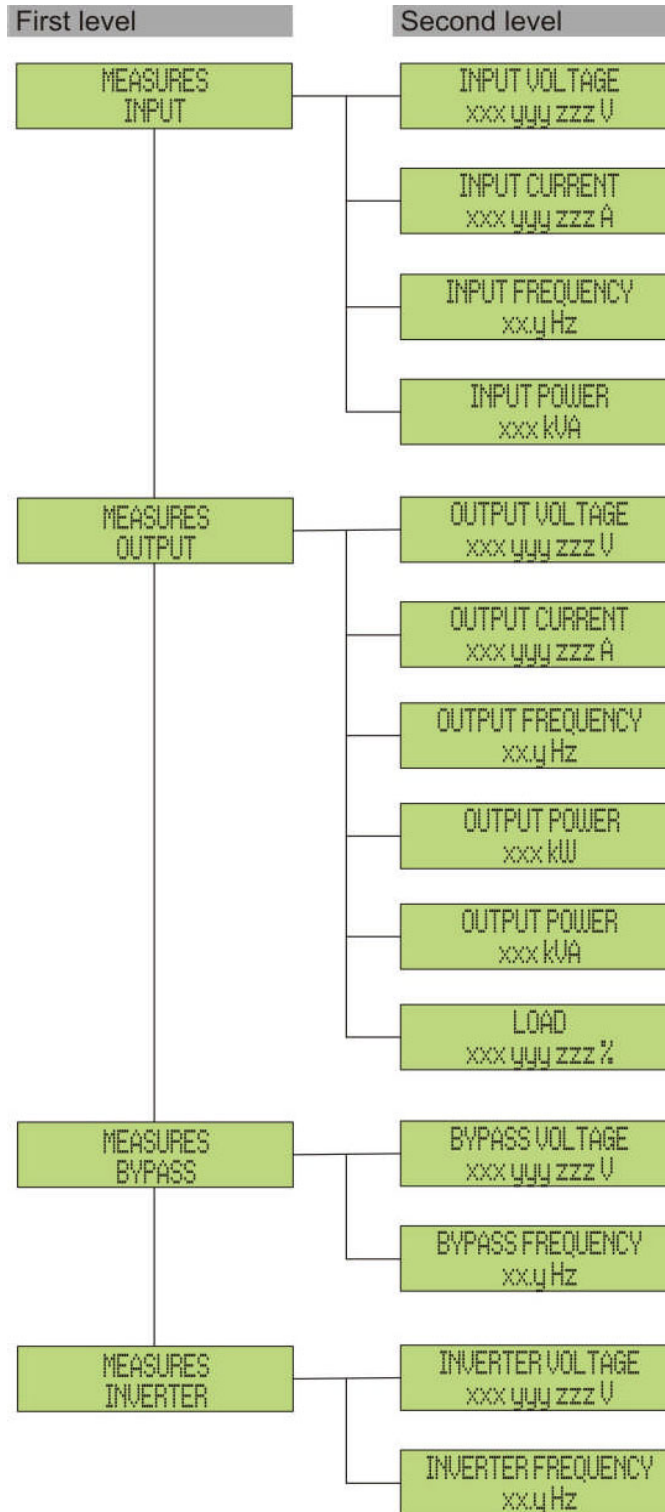 First level
Second level
MEASURES
INPUT
INPUT VOLTAGE
xxx yyy zzz V
INPUT CURRENT
xxx yyy zzz A
INPUT FREQUENCY
xx.y Hz
INPUT POWER
xxx kVA
MEASURES
OUTPUT
OUTPUT VOLTAGE
xxx yyy zzz V
OUTPUT CURRENT
xxx yyy zzz A
OUTPUT FREQUENCY
xx.y Hz
OUTPUT POWER
xxx kW
OUTPUT POWER
xxx kVA
LOAD
xxx yyy zzz %
MEASURES
BYPASS
BYPASS VOLTAGE
xxx yyy zzz V
BYPASS FREQUENCY
xx.y Hz
MEASURES
INVERTER
INVERTER VOLTAGE
xxx yyy zzz V
INVERTER FREQUENCY
xx.y Hz